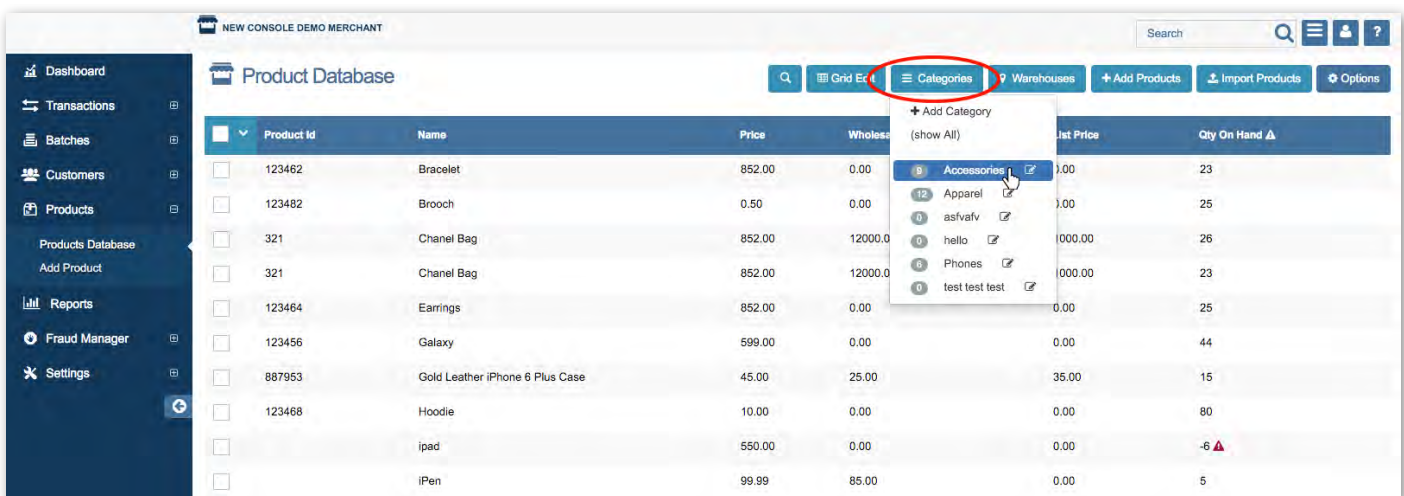 NEW CONSOLE DEMO MERCHANT
Search
?
Dashboard
Transactions
Batches
Customers
Products
Products Database
Add Product
Reports
Fraud Manager
Settings
Product Database
Grid Edit
Categories
Warehouses
+ Add Products
Import Products
Options
+ Add Category
(show All)
9 Accessories
12 Apparel
0 asfvafv
0 hello
6 Phones
0 test test test
Product Id Name Price Wholesa List Price Qty On Hand
123462 Bracelet 852.00 0.00 0.00 23
123482 Brooch 0.50 0.00 0.00 25
321 Chanel Bag 852.00 12000.0 000.00 26
321 Chanel Bag 852.00 12000.0 000.00 23
123464 Earrings 852.00 0.00 0.00 25
123456 Galaxy 599.00 0.00 0.00 44
887953 Gold Leather iPhone 6 Plus Case 45.00 25.00 35.00 15
123468 Hoodie 10.00 0.00 0.00 80
ipad 550.00 0.00 0.00 -6
iPen 99.99 85.00 0.00 5